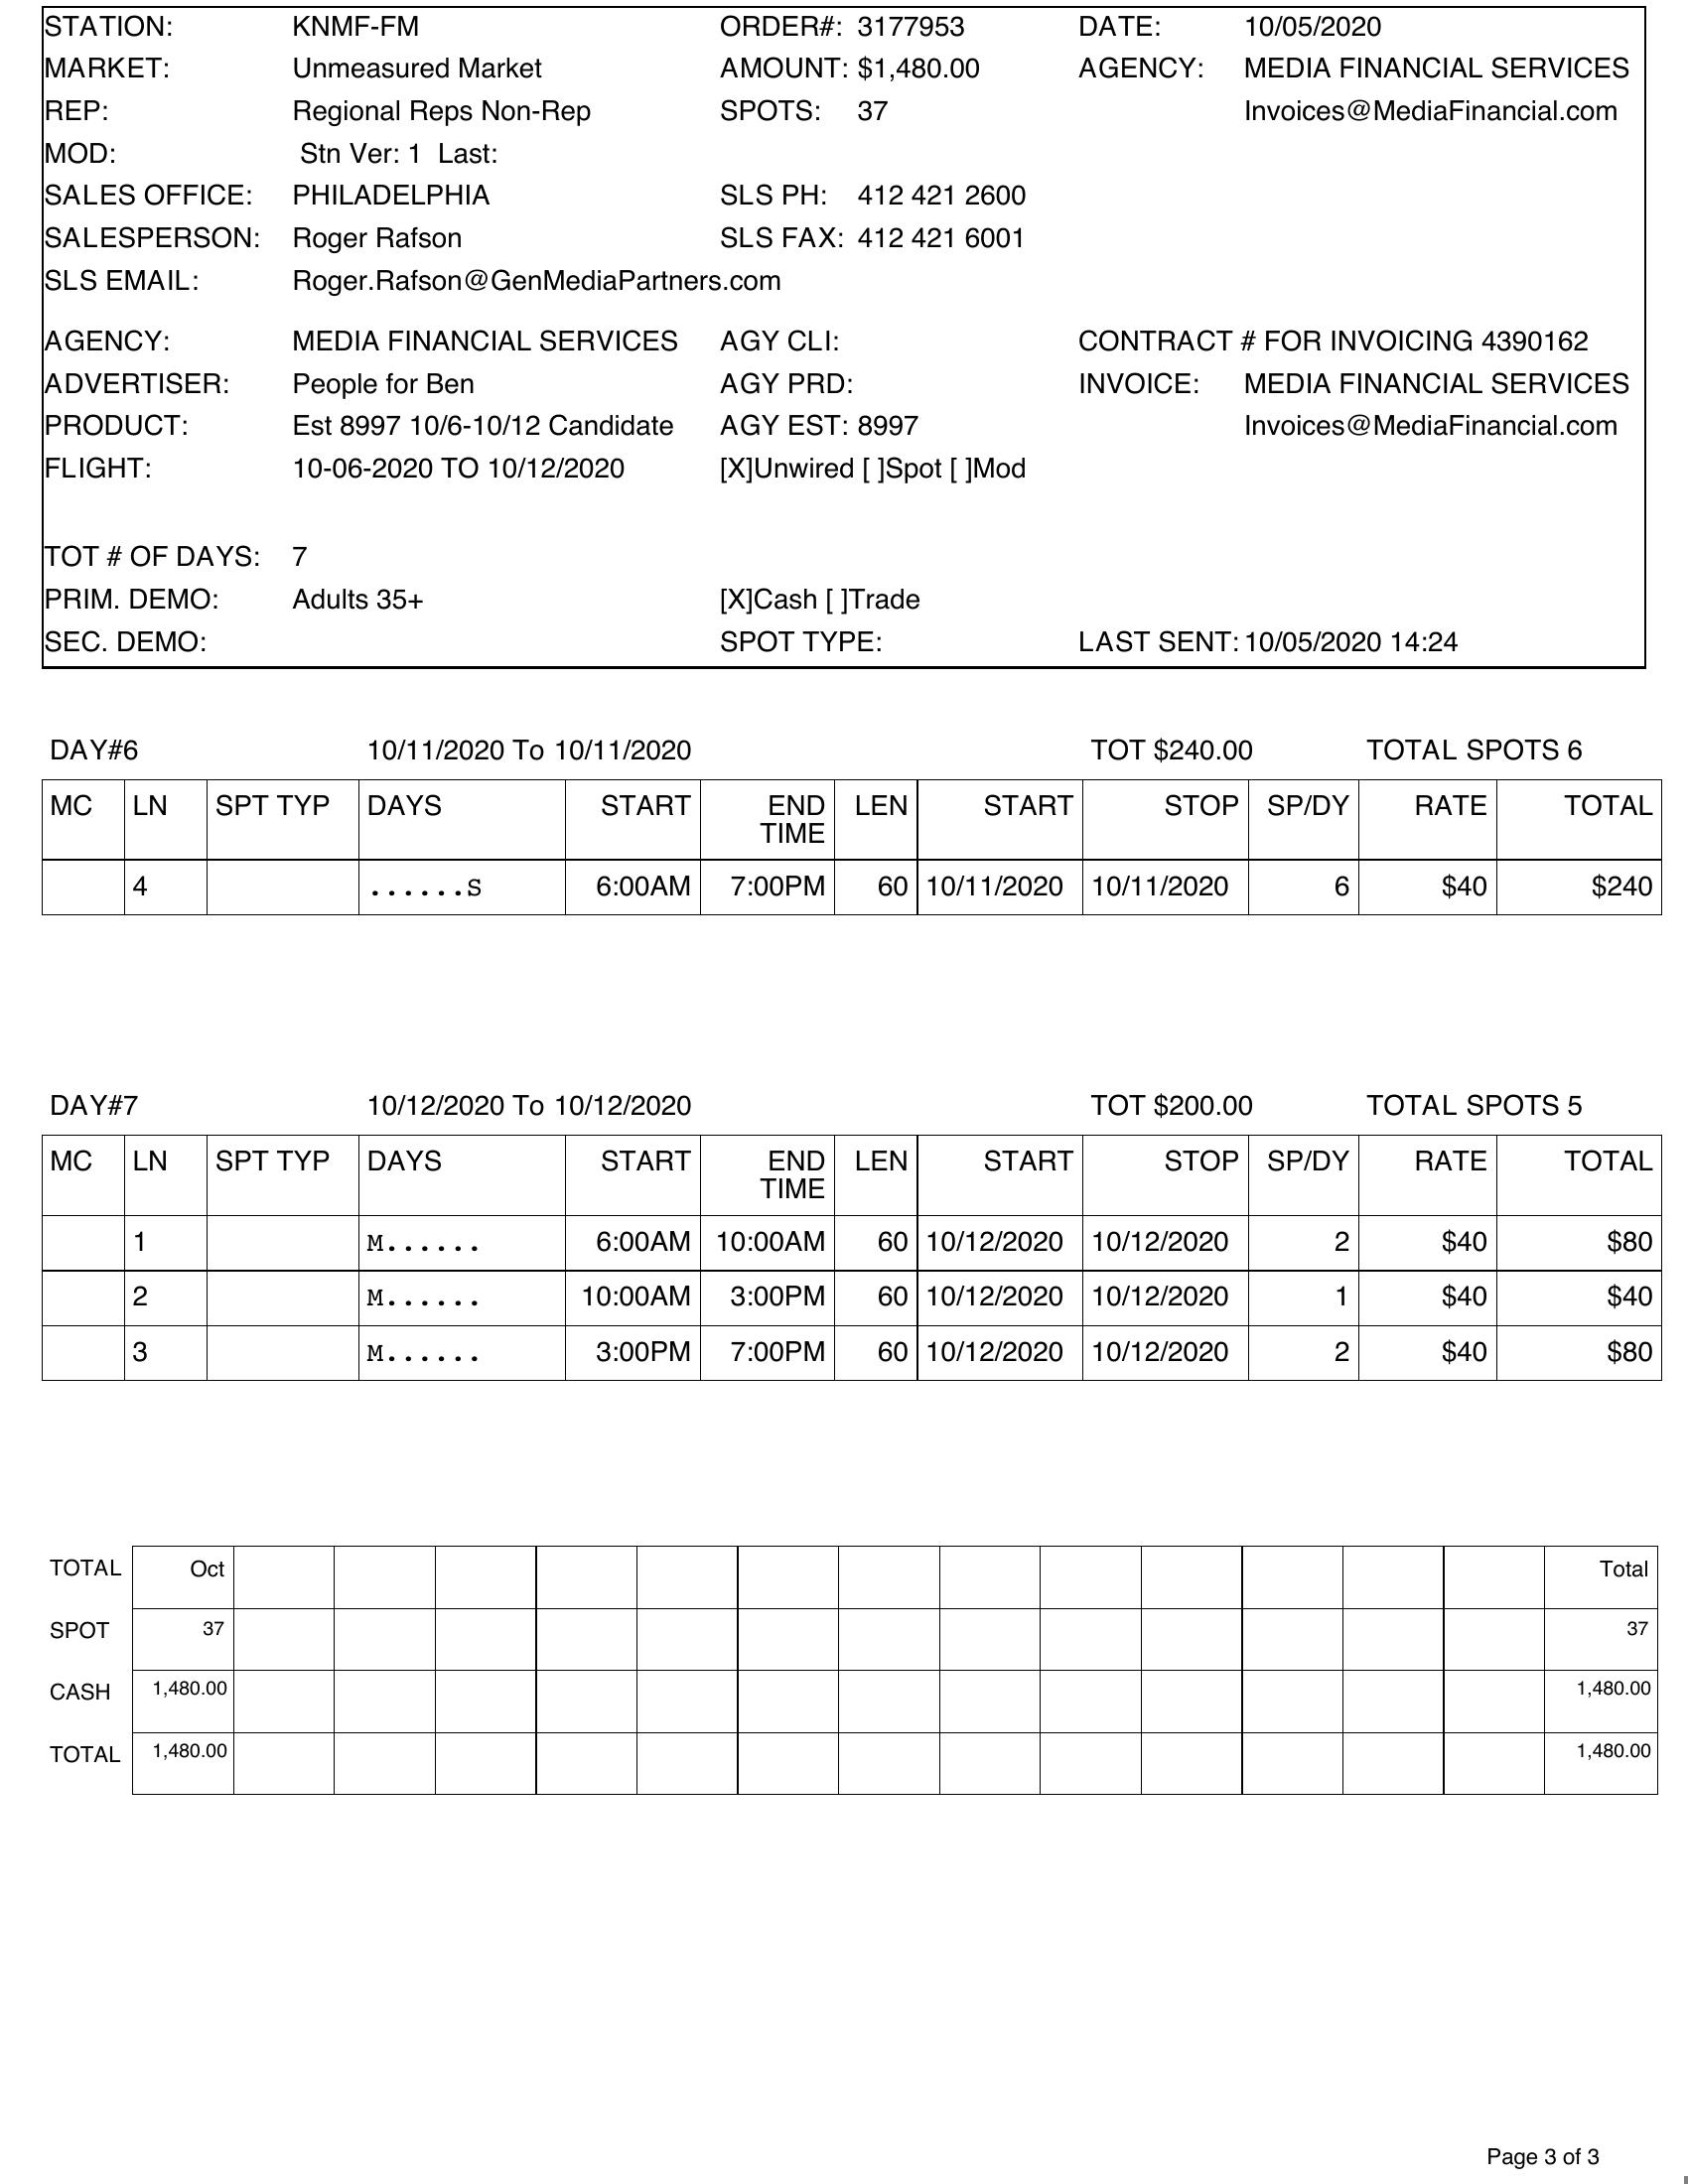 STATION: KNMF-FM ORDER#: 3177953 DATE: 10/05/2020
MARKET: Unmeasured Market AMOUNT: $1,480.00 AGENCY: MEDIA FINANCIAL SERVICES
REP: Regional Reps Non-Rep SPOTS: 37 Invoices@MediaFinancial.com
MOD: Stn Ver: 1 Last:
SALES OFFICE: PHILADELPHIA SLS PH: 412 421 2600
SALESPERSON: Roger Rafson SLS FAX: 412 421 6001
SLS EMAIL: Roger.Rafson@GenMediaPartners.com
AGENCY: MEDIA FINANCIAL SERVICES AGY CLI: CONTRACT # FOR INVOICING 4390162
ADVERTISER: People for Ben AGY PRD: INVOICE: MEDIA FINANCIAL SERVICES
PRODUCT: Est 8997 10/6-10/12 Candidate AGY EST: 8997 Invoices@MediaFinancial.com
FLIGHT: 10-06-2020 TO 10/12/2020 [X]Unwired [ ]Spot [ ]Mod
TOT # OF DAYS: 7
PRIM. DEMO: Adults 35+ [X]Cash [ ]Trade
SEC. DEMO: SPOT TYPE: LAST SENT: 10/05/2020 14:24
DAY#6 10/11/2020 To 10/11/2020 TOT $240.00 TOTAL SPOTS 6
MC LN SPT TYP DAYS START END LEN START STOP SP/DY RATE TOTAL
TIME
4 ......S 6:00AM 7:00PM 60 10/11/2020 10/11/2020 6 $40 $240
DAY#7 10/12/2020 To 10/12/2020 TOT $200.00 TOTAL SPOTS 5
MC LN SPT TYP DAYS START END LEN START STOP SP/DY RATE TOTAL
TIME
1 M...... 6:00AM 10:00AM 60 10/12/2020 10/12/2020 2 $40 $80
2 M...... 10:00AM 3:00PM 60 10/12/2020 10/12/2020 1 $40 $40
3 M...... 3:00PM 7:00PM 60 10/12/2020 10/12/2020 2 $40 $80
TOTAL Oct Total
SPOT 37 37
CASH 1,480.00 1,480.00
TOTAL 1,480.00 1,480.00
Page 3 of 3